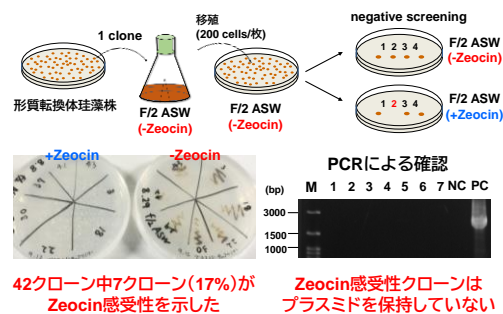 1 clone
移殖
(200 cells/枚)
negative screening
1 2 3 4
F/2 ASW
(-Zeocin)
形質転換体珪藻株
F/2 ASW
(-Zeocin)
F/2 ASW
(-Zeocin)
1 2 3 4
F/2 ASW
(+Zeocin)
+Zeocin
-Zeocin
8.29 f/2 ASW
22
18
PCRによる確認
(bp) M 1 2 3 4 5 6 7 NC PC
3000
1500
1000
42クローン中7クローン(17%)が
Zeocin感受性を示した
Zeocin感受性クローンは
プラスミドを保持していない